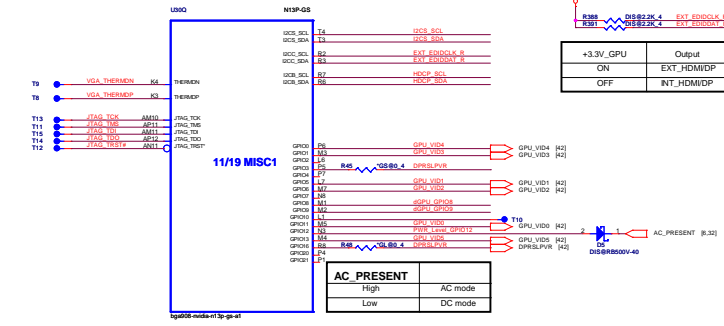 U30Q N13P-GS
R388 DIS@2.2K_4 EXT_EDIDCLK_R
R391 DIS@2.2K_4 EXT_EDIDDAT_R
+3.3V_GPU Output
ON EXT_HDMI/DP
OFF INT_HDMI/DP
I2CS_SCL T4 I2CS_SCL
I2CS_SDA T3 I2CS_SDA
I2CC_SCL R2 EXT_EDIDCLK_R
I2CC_SDA R3 EXT_EDIDDAT_R
I2CB_SCL R7 HDCP_SCL
I2CB_SDA R6 HDCP_SDA
T9 VGA_THERMDN K4 THERMDN
T8 VGA_THERMDP K3 THERMDP
T13 JTAG_TCK AM10 JTAG_TCK
T11 JTAG_TMS AP11 JTAG_TMS
T15 JTAG_TDI AM11 JTAG_TDI
T14 JTAG_TDO AP12 JTAG_TDO
T12 JTAG_TRST# AN11 JTAG_TRST*
11/19 MISC1
GPIO0 P6 GPU_VID4 GPU_VID4 [42]
GPIO1 M3 GPU_VID3 GPU_VID3 [42]
GPIO2 L6
GPIO3 P5 R45 *GS@0_4 DPRSLPVR
GPIO4 P7
GPIO5 L7 GPU_VID1 GPU_VID1 [42]
GPIO6 M7 GPU_VID2 GPU_VID2 [42]
GPIO7 N8
GPIO8 M1 dGPU_GPIO8
GPIO9 M2 dGPU_GPIO9
GPIO10 L1 T10
GPIO11 M5 GPU_VID0 GPU_VID0 [42]
GPIO12 N3 PWR_Level_GPIO12 2 1 AC_PRESENT [6,32]
GPIO13 M4 GPU_VID5 GPU_VID5 [42]
GPIO16 R8 R48 *GL@0_4 DPRSLPVR DPRSLPVR [42]
D5
DIS@RB500V-40
GPIO20 P4
GPIO21 P1
AC_PRESENT
High AC mode
Low DC mode
bga908-nvidia-n13p-gs-a1